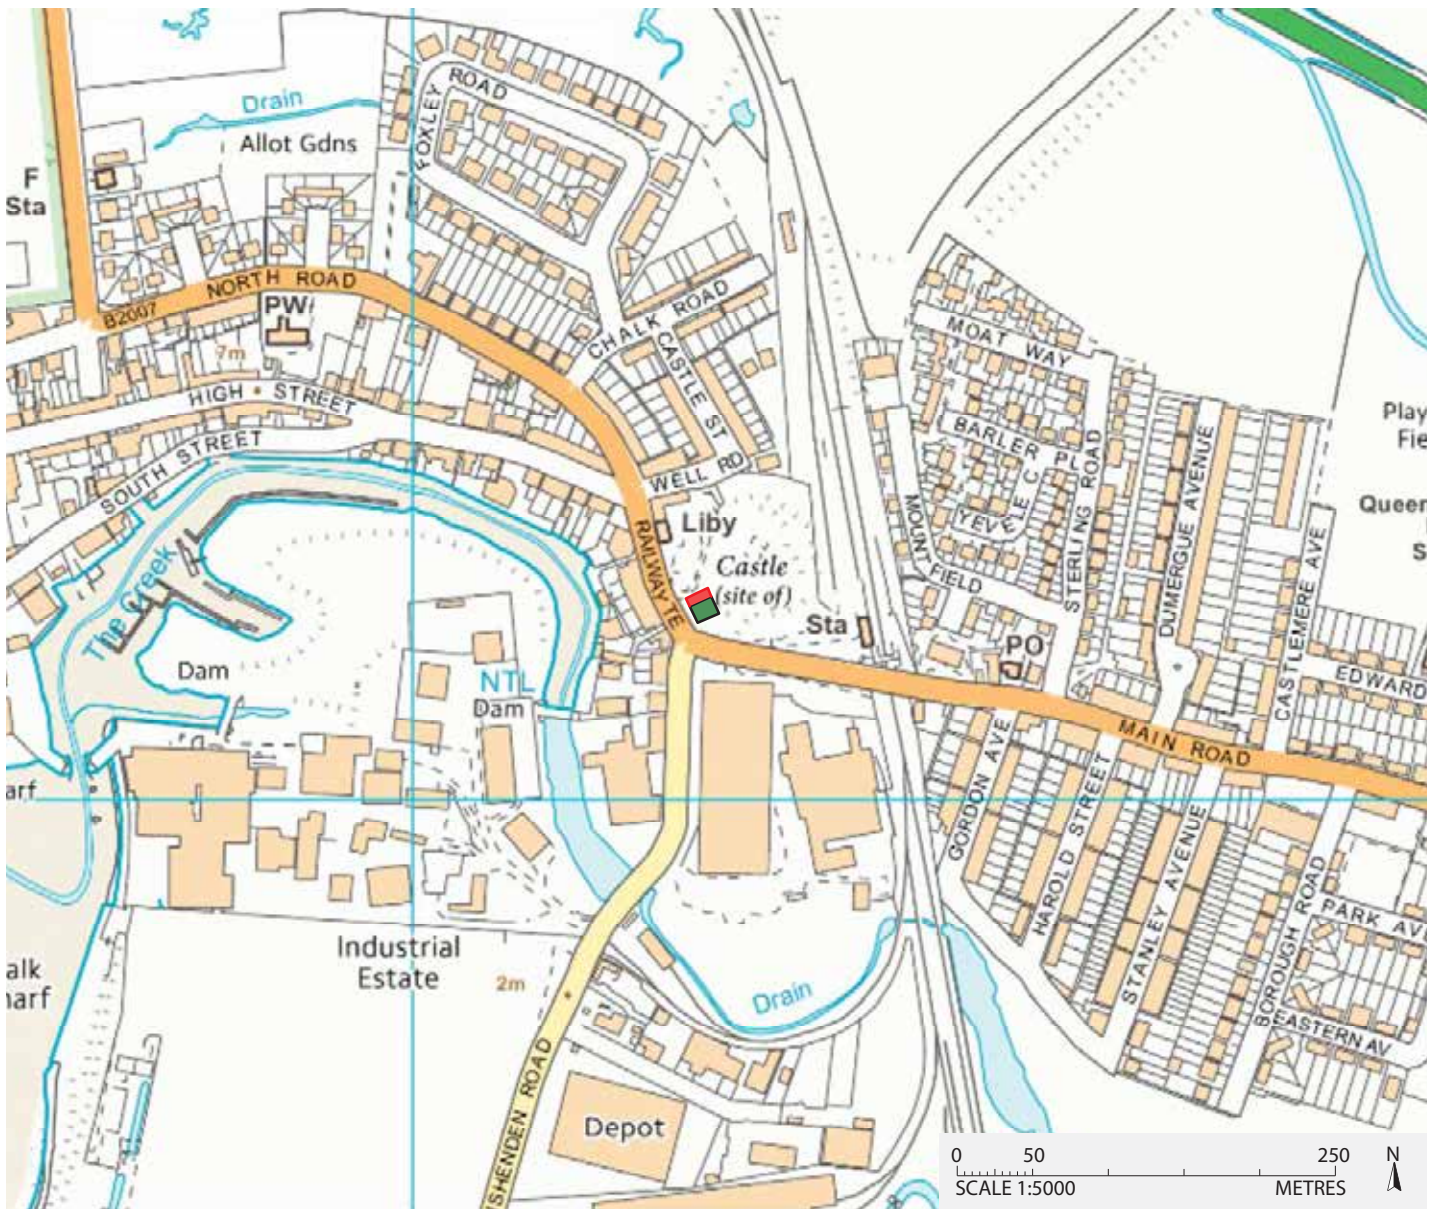 Drain
Allot Gdns
FOXLEY
ROAD
F
Sta
B2007
NORTH ROAD
PW
7m
HIGH STREET
SOUTH STREET
CHALK ROAD
CASTLE ST
WELL RD
RAILWAY TE
Liby
Castle
(site of)
Sta
MOAT WAY
BARLER PL
YEVELE C
STERLING ROAD
MONTFIELD
DUMERGUE AVENUE
CASTLEMERE AVE
Play
Fie
Queen
S
PO
EDWARD
MAIN ROAD
The Creek
Dam
NTL
Dam
arf
alk
harf
Industrial
Estate
2m
Drain
SHENDEN ROAD
Depot
GORDON AVE
HAROLD STREET
STANLEY AVENUE
BOROUGH ROAD
PARK AV
EASTERN AV
0 50 250
SCALE 1:5000 METRES
N